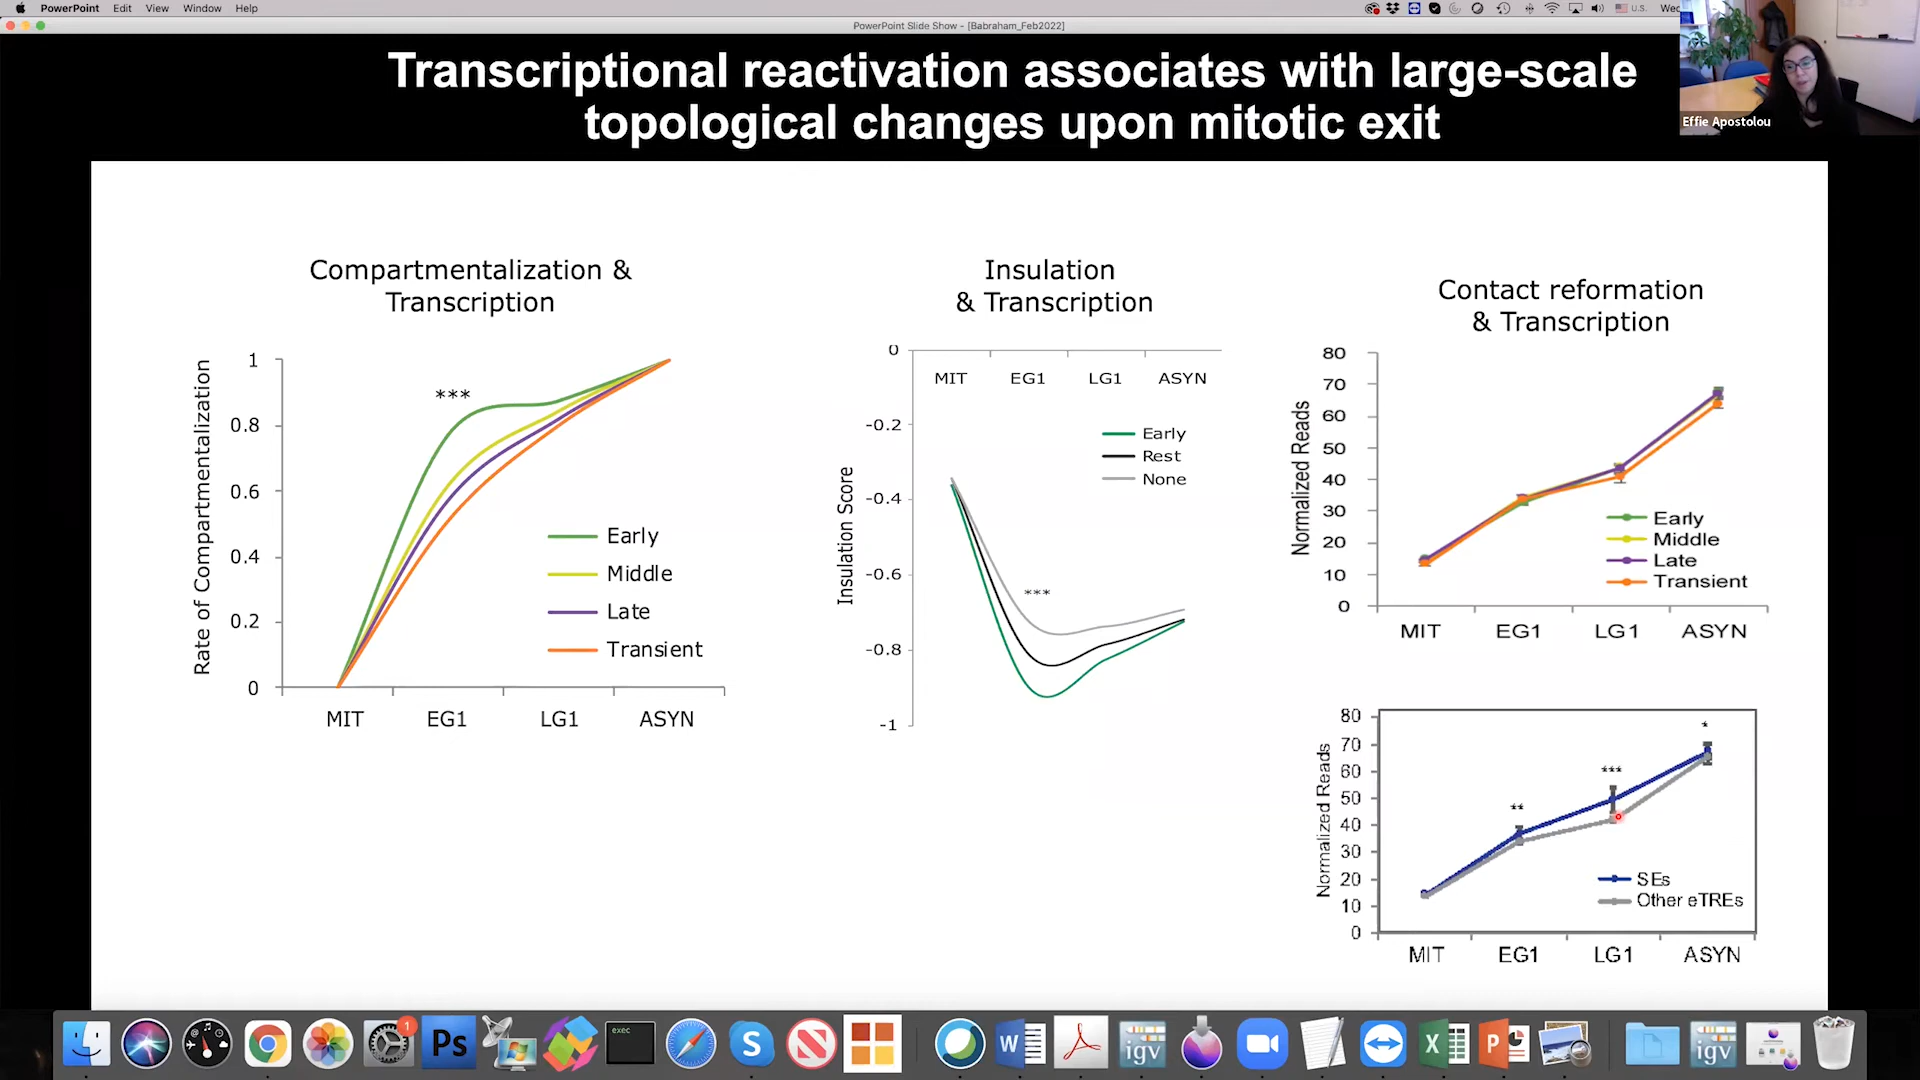 PowerPoint Edit View Window Help
U.S.
PowerPoint Slide Show - [Babraham_Feb2022]
Transcriptional reactivation associates with large-scale
topological changes upon mitotic exit
Effie Apostolou
Compartmentalization &
Transcription
Rate of Compartmentalization
1
0.8
0.6
0.4
0.2
0
***
Early
Middle
Late
Transient
MIT EG1 LG1 ASYN
Insulation
& Transcription
Insulation Score
0
-0.2
-0.4
-0.6
-0.8
-1
MIT EG1 LG1 ASYN
Early
Rest
None
***
Contact reformation
& Transcription
Normalized Reads
80
70
60
50
40
30
20
10
0
Early
Middle
Late
Transient
MIT EG1 LG1 ASYN
Normalized Reads
80
70
60
50
40
30
20
10
0
**
***
*
SEs
Other eTREs
MIT EG1 LG1 ASYN
1
Ps
exec
S
N
W
igv
X
P
igv